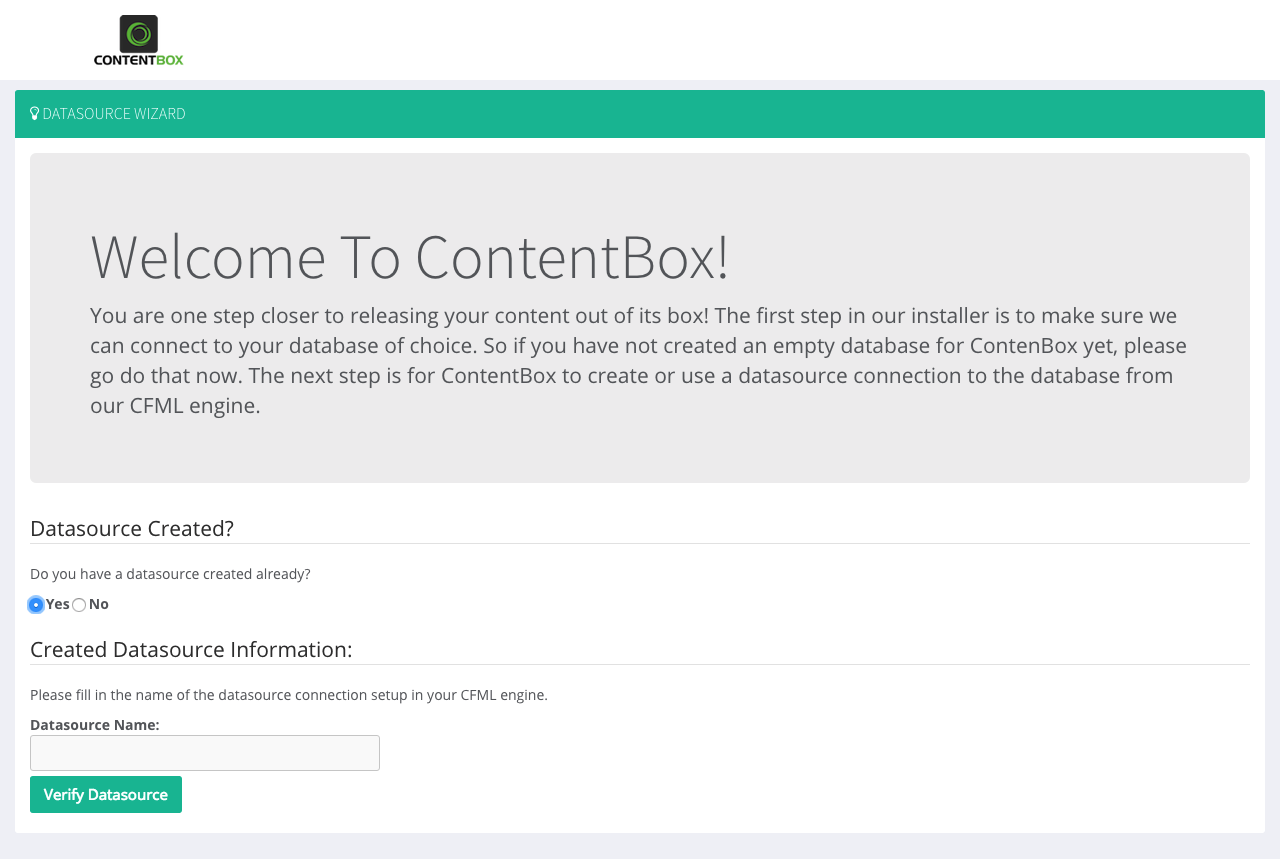 CONTENTBOX
DATASOURCE WIZARD
Welcome To ContentBox!
You are one step closer to releasing your content out of its box! The first step in our installer is to make sure we
can connect to your database of choice. So if you have not created an empty database for ContenBox yet, please
go do that now. The next step is for ContentBox to create or use a datasource connection to the database from
our CFML engine.
Datasource Created?
Do you have a datasource created already?
Yes No
Created Datasource Information:
Please fill in the name of the datasource connection setup in your CFML engine.
Datasource Name:
Verify Datasource